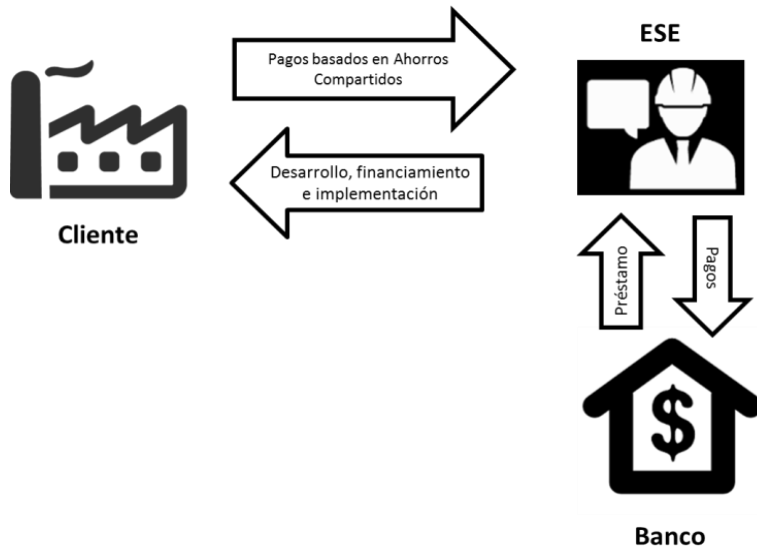 ESE
Pagos basados en Ahorros
Compartidos
Desarrollo, financiamiento
e implementación
Cliente
Préstamo
Pagos
$
Banco